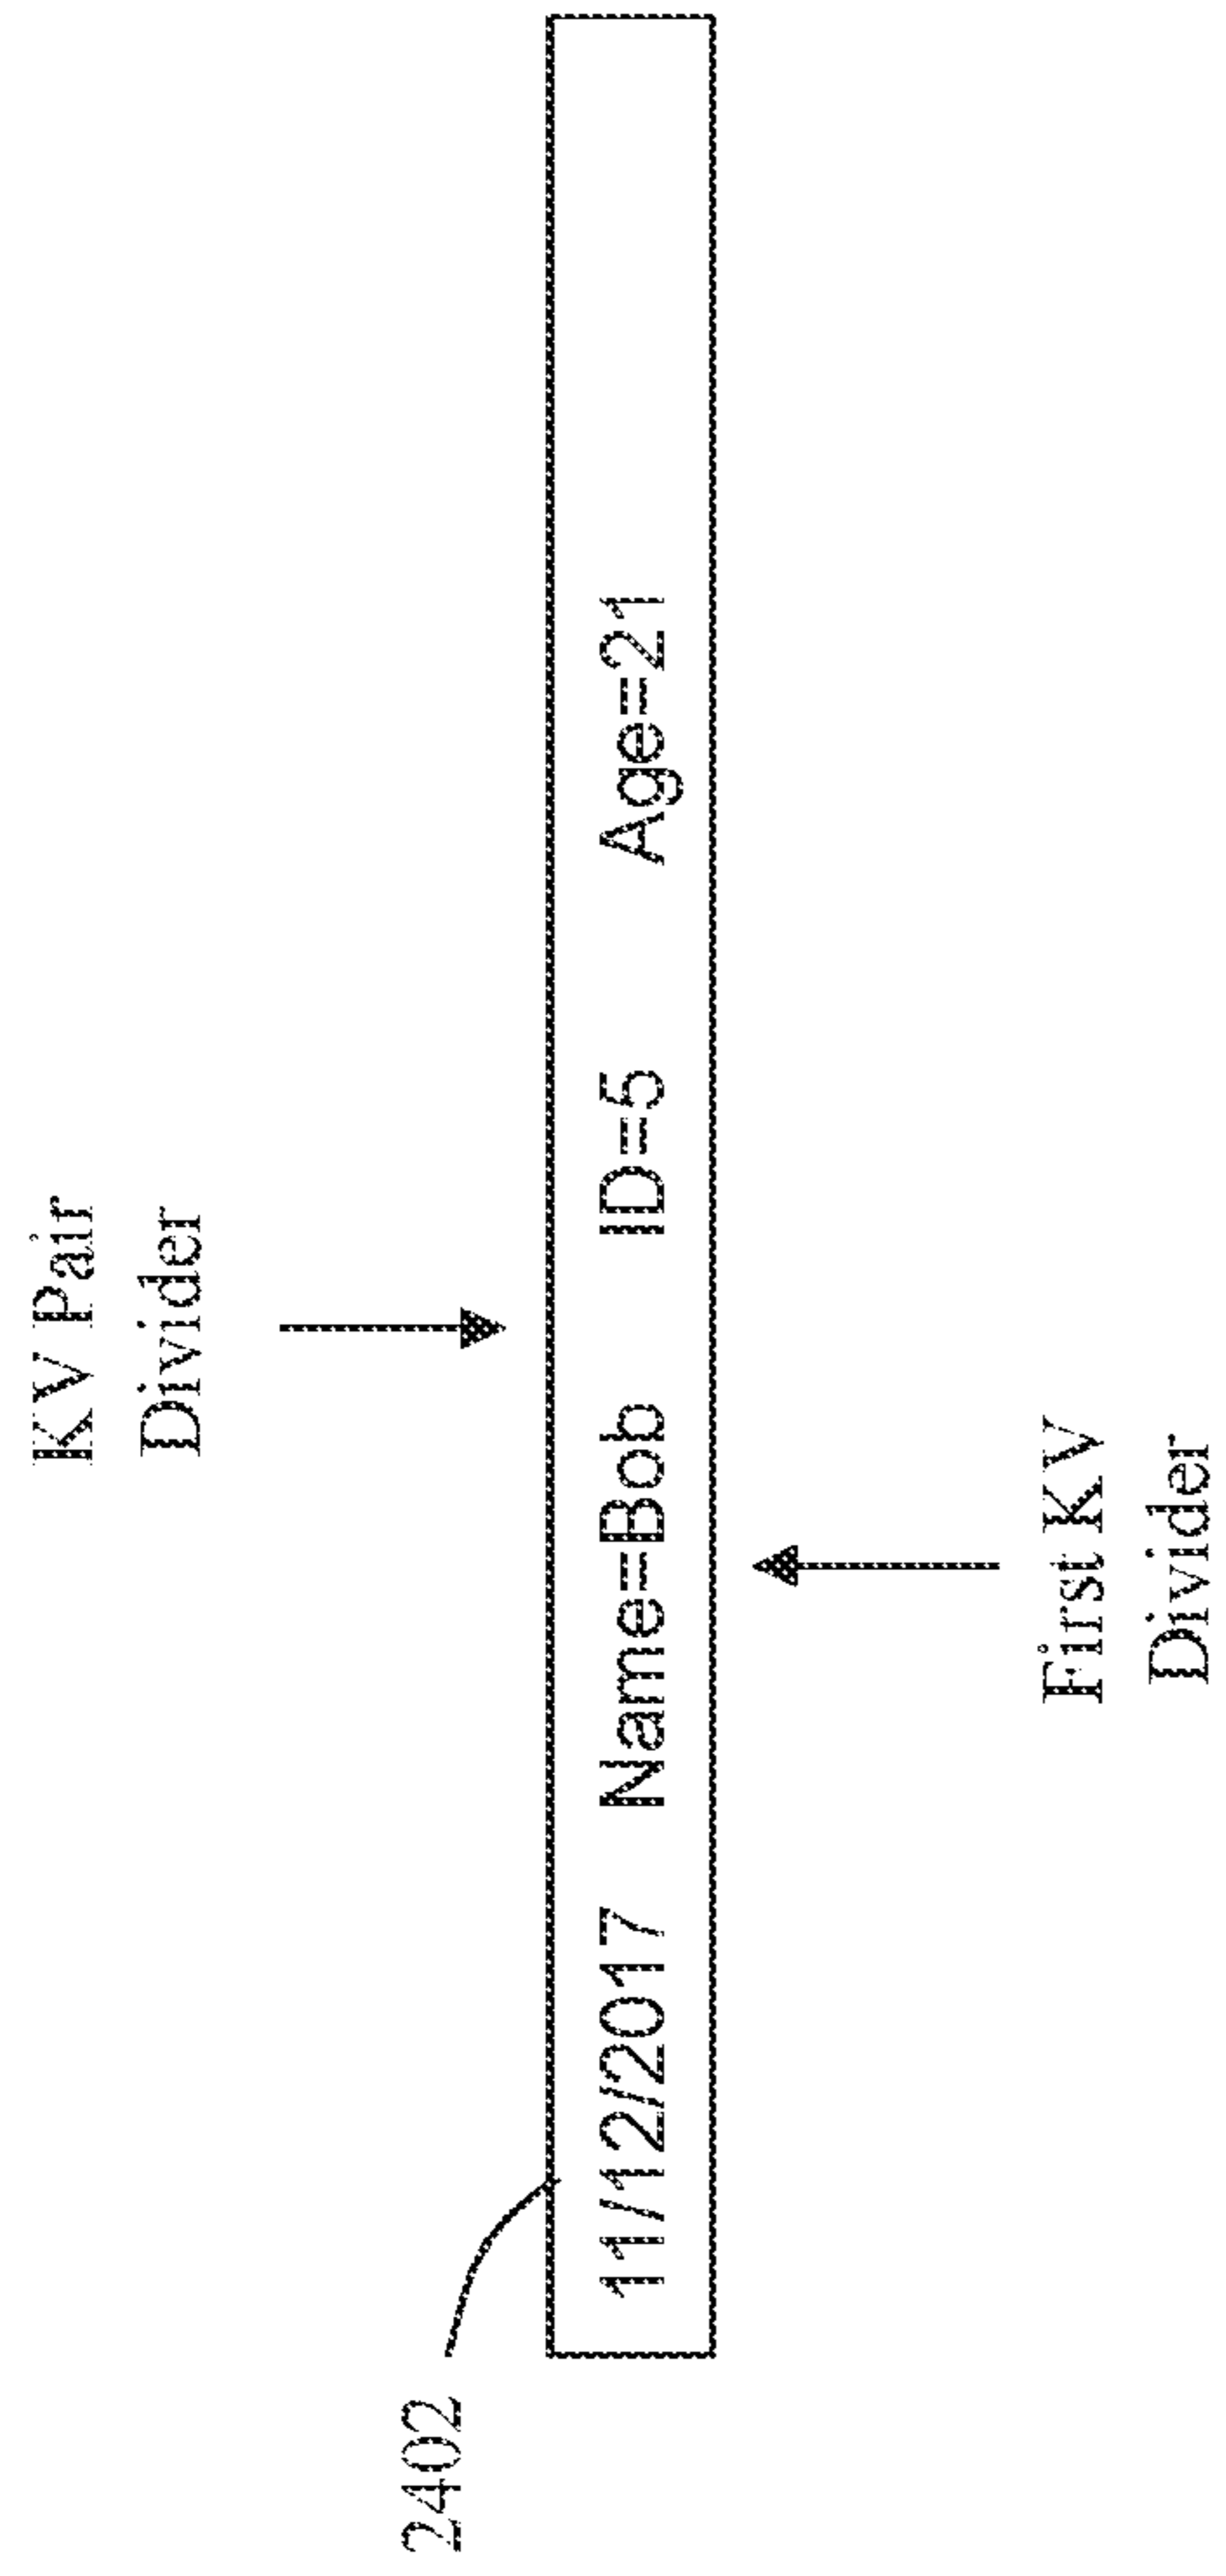 KV Pair
Divider
2402
11/12/2017 Name=Bob ID=5 Age=21
First KV
Divider